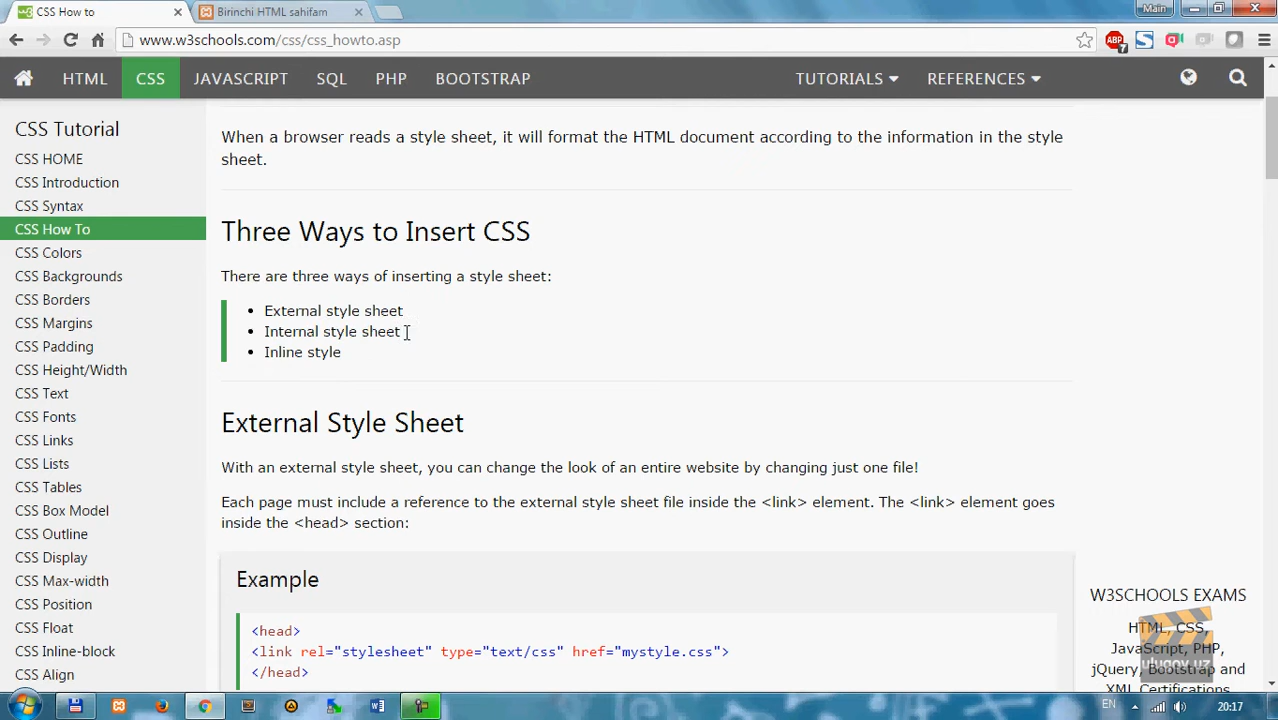 CSS How to
Birinchi HTML sahifam
Main
www.w3schools.com/css/css_howto.asp
ABP
7
HTML
CSS
JAVASCRIPT
SQL
PHP
BOOTSTRAP
TUTORIALS
REFERENCES
CSS Tutorial
CSS HOME
CSS Introduction
CSS Syntax
CSS How To
CSS Colors
CSS Backgrounds
CSS Borders
CSS Margins
CSS Padding
CSS Height/Width
CSS Text
CSS Fonts
CSS Links
CSS Lists
CSS Tables
CSS Box Model
CSS Outline
CSS Display
CSS Max-width
CSS Position
CSS Float
CSS Inline-block
CSS Align
When a browser reads a style sheet, it will format the HTML document according to the information in the style
sheet.
Three Ways to Insert CSS
There are three ways of inserting a style sheet:
• External style sheet
• Internal style sheet
• Inline style
External Style Sheet
With an external style sheet, you can change the look of an entire website by changing just one file!
Each page must include a reference to the external style sheet file inside the <link> element. The <link> element goes
inside the <head> section:
Example
<head>
<link rel="stylesheet" type="text/css" href="mystyle.css">
</head>
W3SCHOOLS EXAMS
HTML, CSS,
JavaScript, PHP,
jQuery, Bootstrap and
XML Certifications
ulugov.uz
EN
20:17